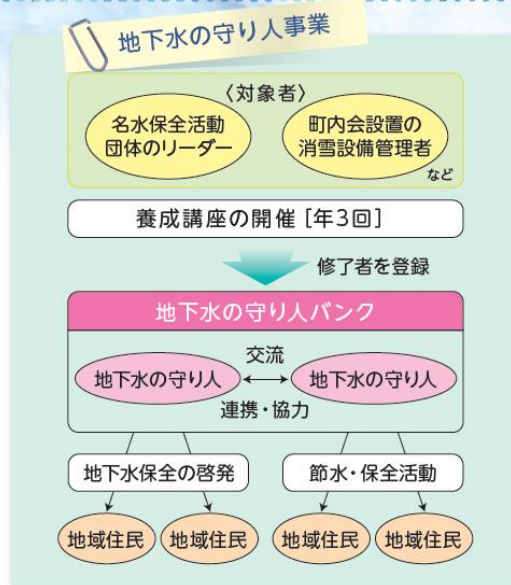 地下水の守り人事業
〈対象者〉
名水保全活動
団体のリーダー
町内会設置の
消雪設備管理者
など
養成講座の開催［年3回］
修了者を登録
地下水の守り人バンク
交流
地下水の守り人
地下水の守り人
連携・協力
地下水保全の啓発
節水・保全活動
地域住民
地域住民
地域住民
地域住民